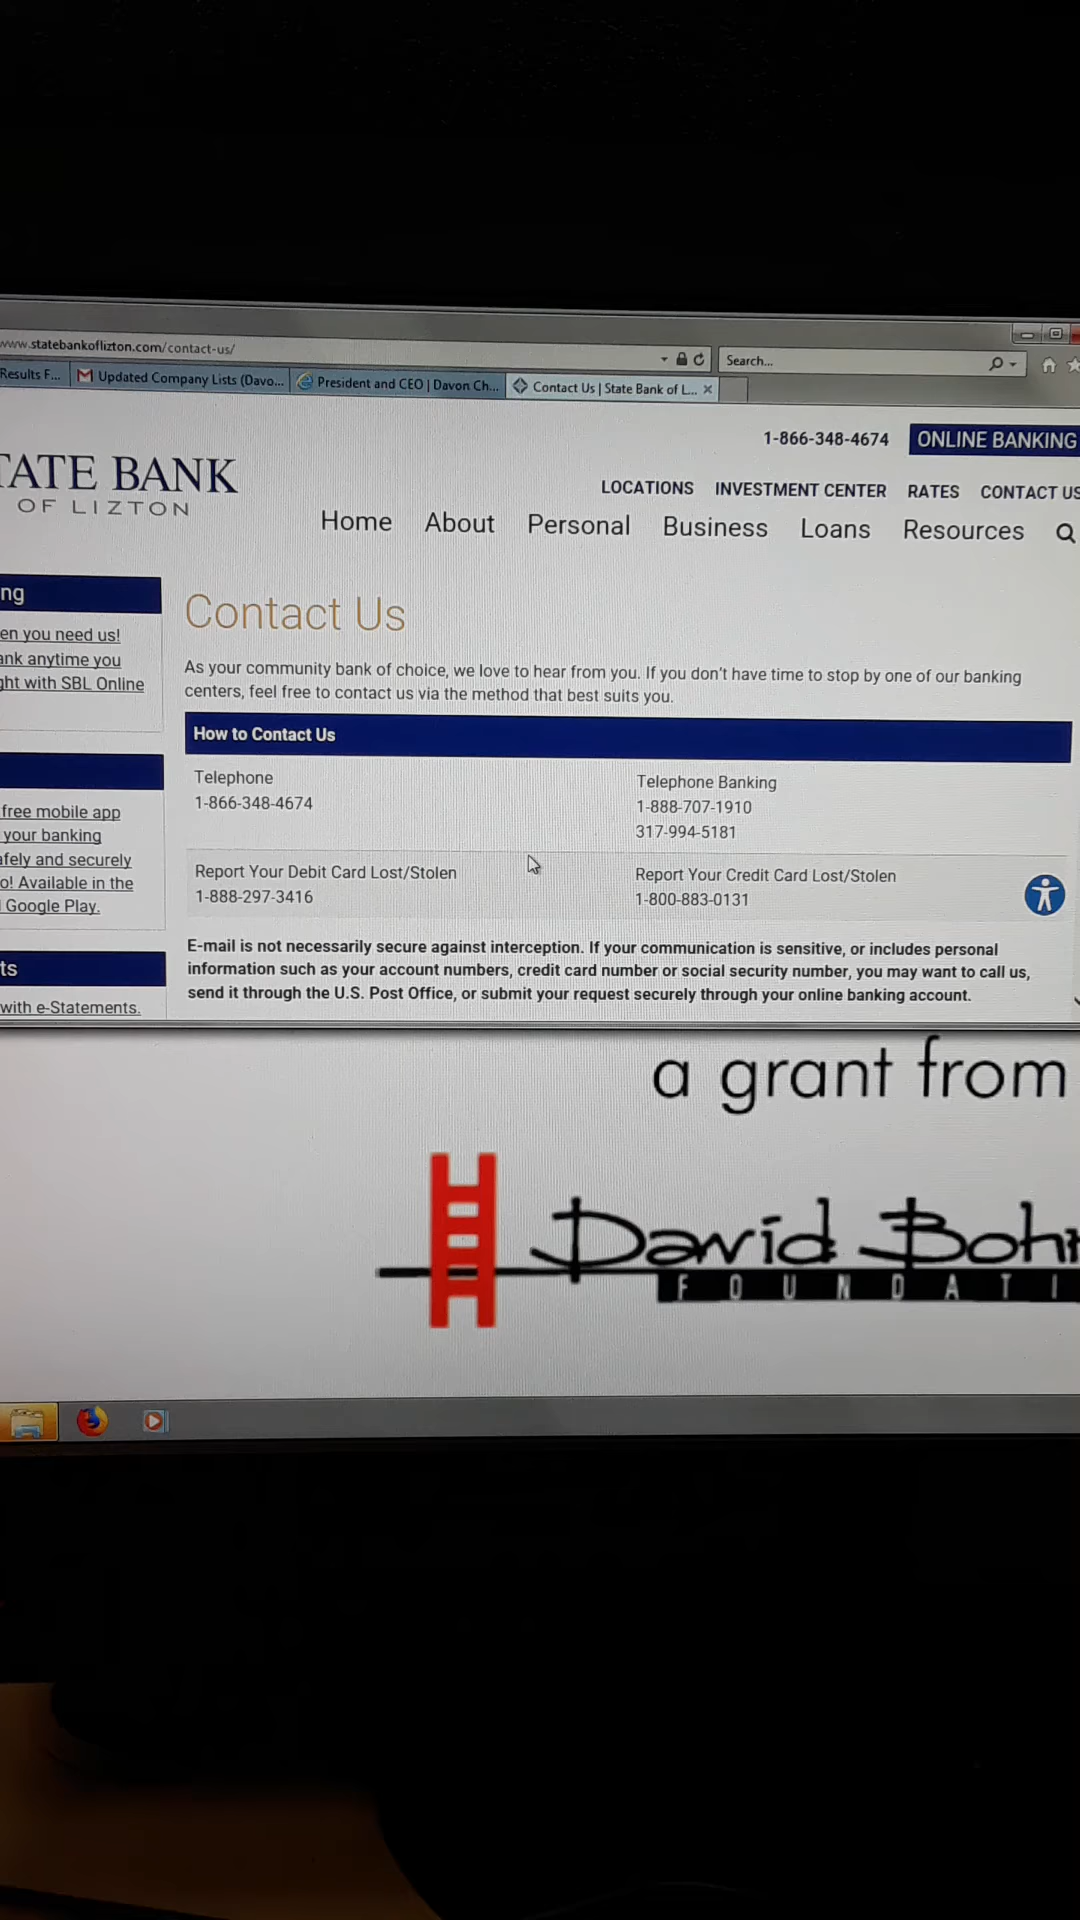 www.statebankoflizton.com/contact-us/
Search...
Results F...
Updated Company Lists (Davo...
President and CEO | Davon Ch...
Contact Us | State Bank of L...
1-866-348-4674
ONLINE BANKING
TATE BANK
OF LIZTON
LOCATIONS INVESTMENT CENTER RATES CONTACT US
Home About Personal Business Loans Resources
ng
en you need us!
ank anytime you
ght with SBL Online
free mobile app
your banking
afely and securely
o! Available in the
Google Play.
ts
with e-Statements.
Contact Us
As your community bank of choice, we love to hear from you. If you don't have time to stop by one of our banking
centers, feel free to contact us via the method that best suits you.
How to Contact Us
Telephone
1-866-348-4674
Telephone Banking
1-888-707-1910
317-994-5181
Report Your Debit Card Lost/Stolen
1-888-297-3416
Report Your Credit Card Lost/Stolen
1-800-883-0131
E-mail is not necessarily secure against interception. If your communication is sensitive, or includes personal
information such as your account numbers, credit card number or social security number, you may want to call us,
send it through the U.S. Post Office, or submit your request securely through your online banking account.
a grant from
David Boh
FOUNDATI